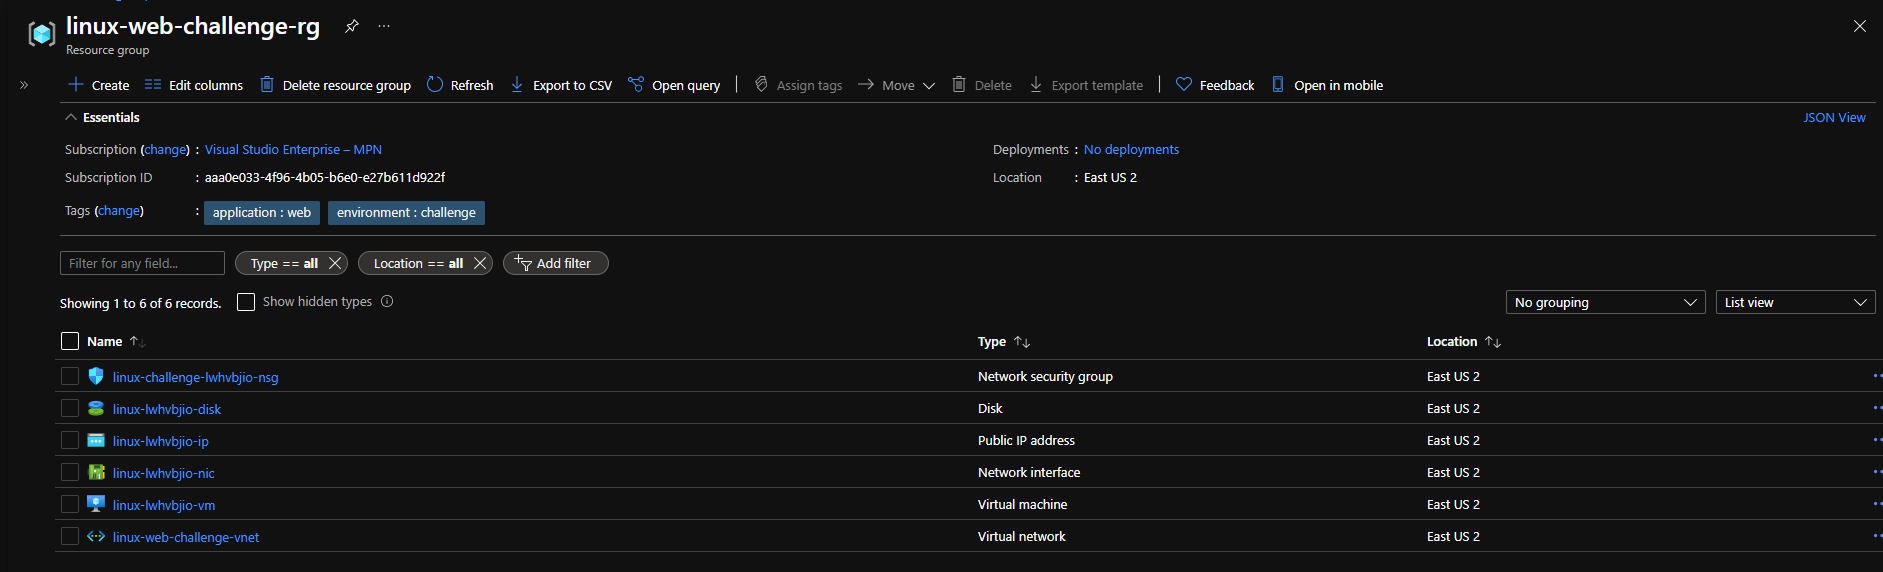 linux-web-challenge-rg
Resource group
Create Edit columns Delete resource group Refresh Export to CSV Open query Assign tags Move Delete Export template Feedback Open in mobile
Essentials JSON View
Subscription (change) : Visual Studio Enterprise – MPN Deployments : No deployments
Subscription ID : aaa0e033-4f96-4b05-b6e0-e27b611d922f Location : East US 2
Tags (change) : application : web environment : challenge
Filter for any field... Type == all Location == all Add filter
Showing 1 to 6 of 6 records. Show hidden types No grouping List view
Name Type Location
linux-challenge-lwhvbjio-nsg Network security group East US 2
linux-lwhvbjio-disk Disk East US 2
linux-lwhvbjio-ip Public IP address East US 2
linux-lwhvbjio-nic Network interface East US 2
linux-lwhvbjio-vm Virtual machine East US 2
linux-web-challenge-vnet Virtual network East US 2